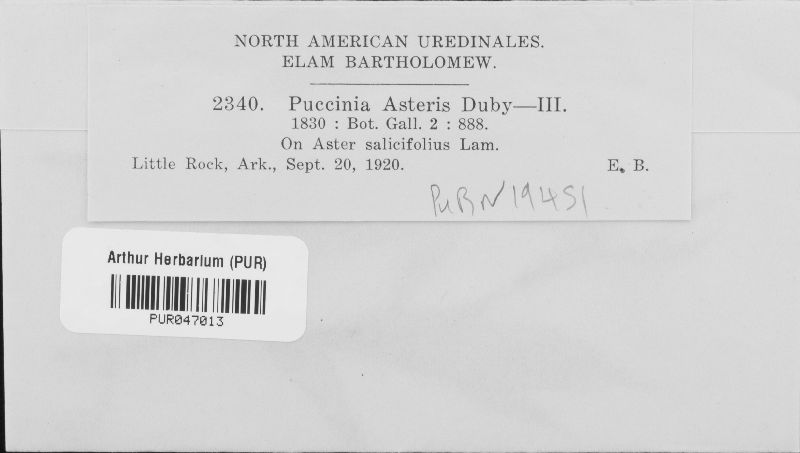 NORTH AMERICAN UREDINALES.
ELAM BARTHOLOMEW.
2340. Puccinia Asteris Duby—III.
1830 : Bot. Gall. 2 : 888.
On Aster salicifolius Lam.
Little Rock, Ark., Sept. 20, 1920. E. B.
PurBN 19451
Arthur Herbarium (PUR)
PUR047013